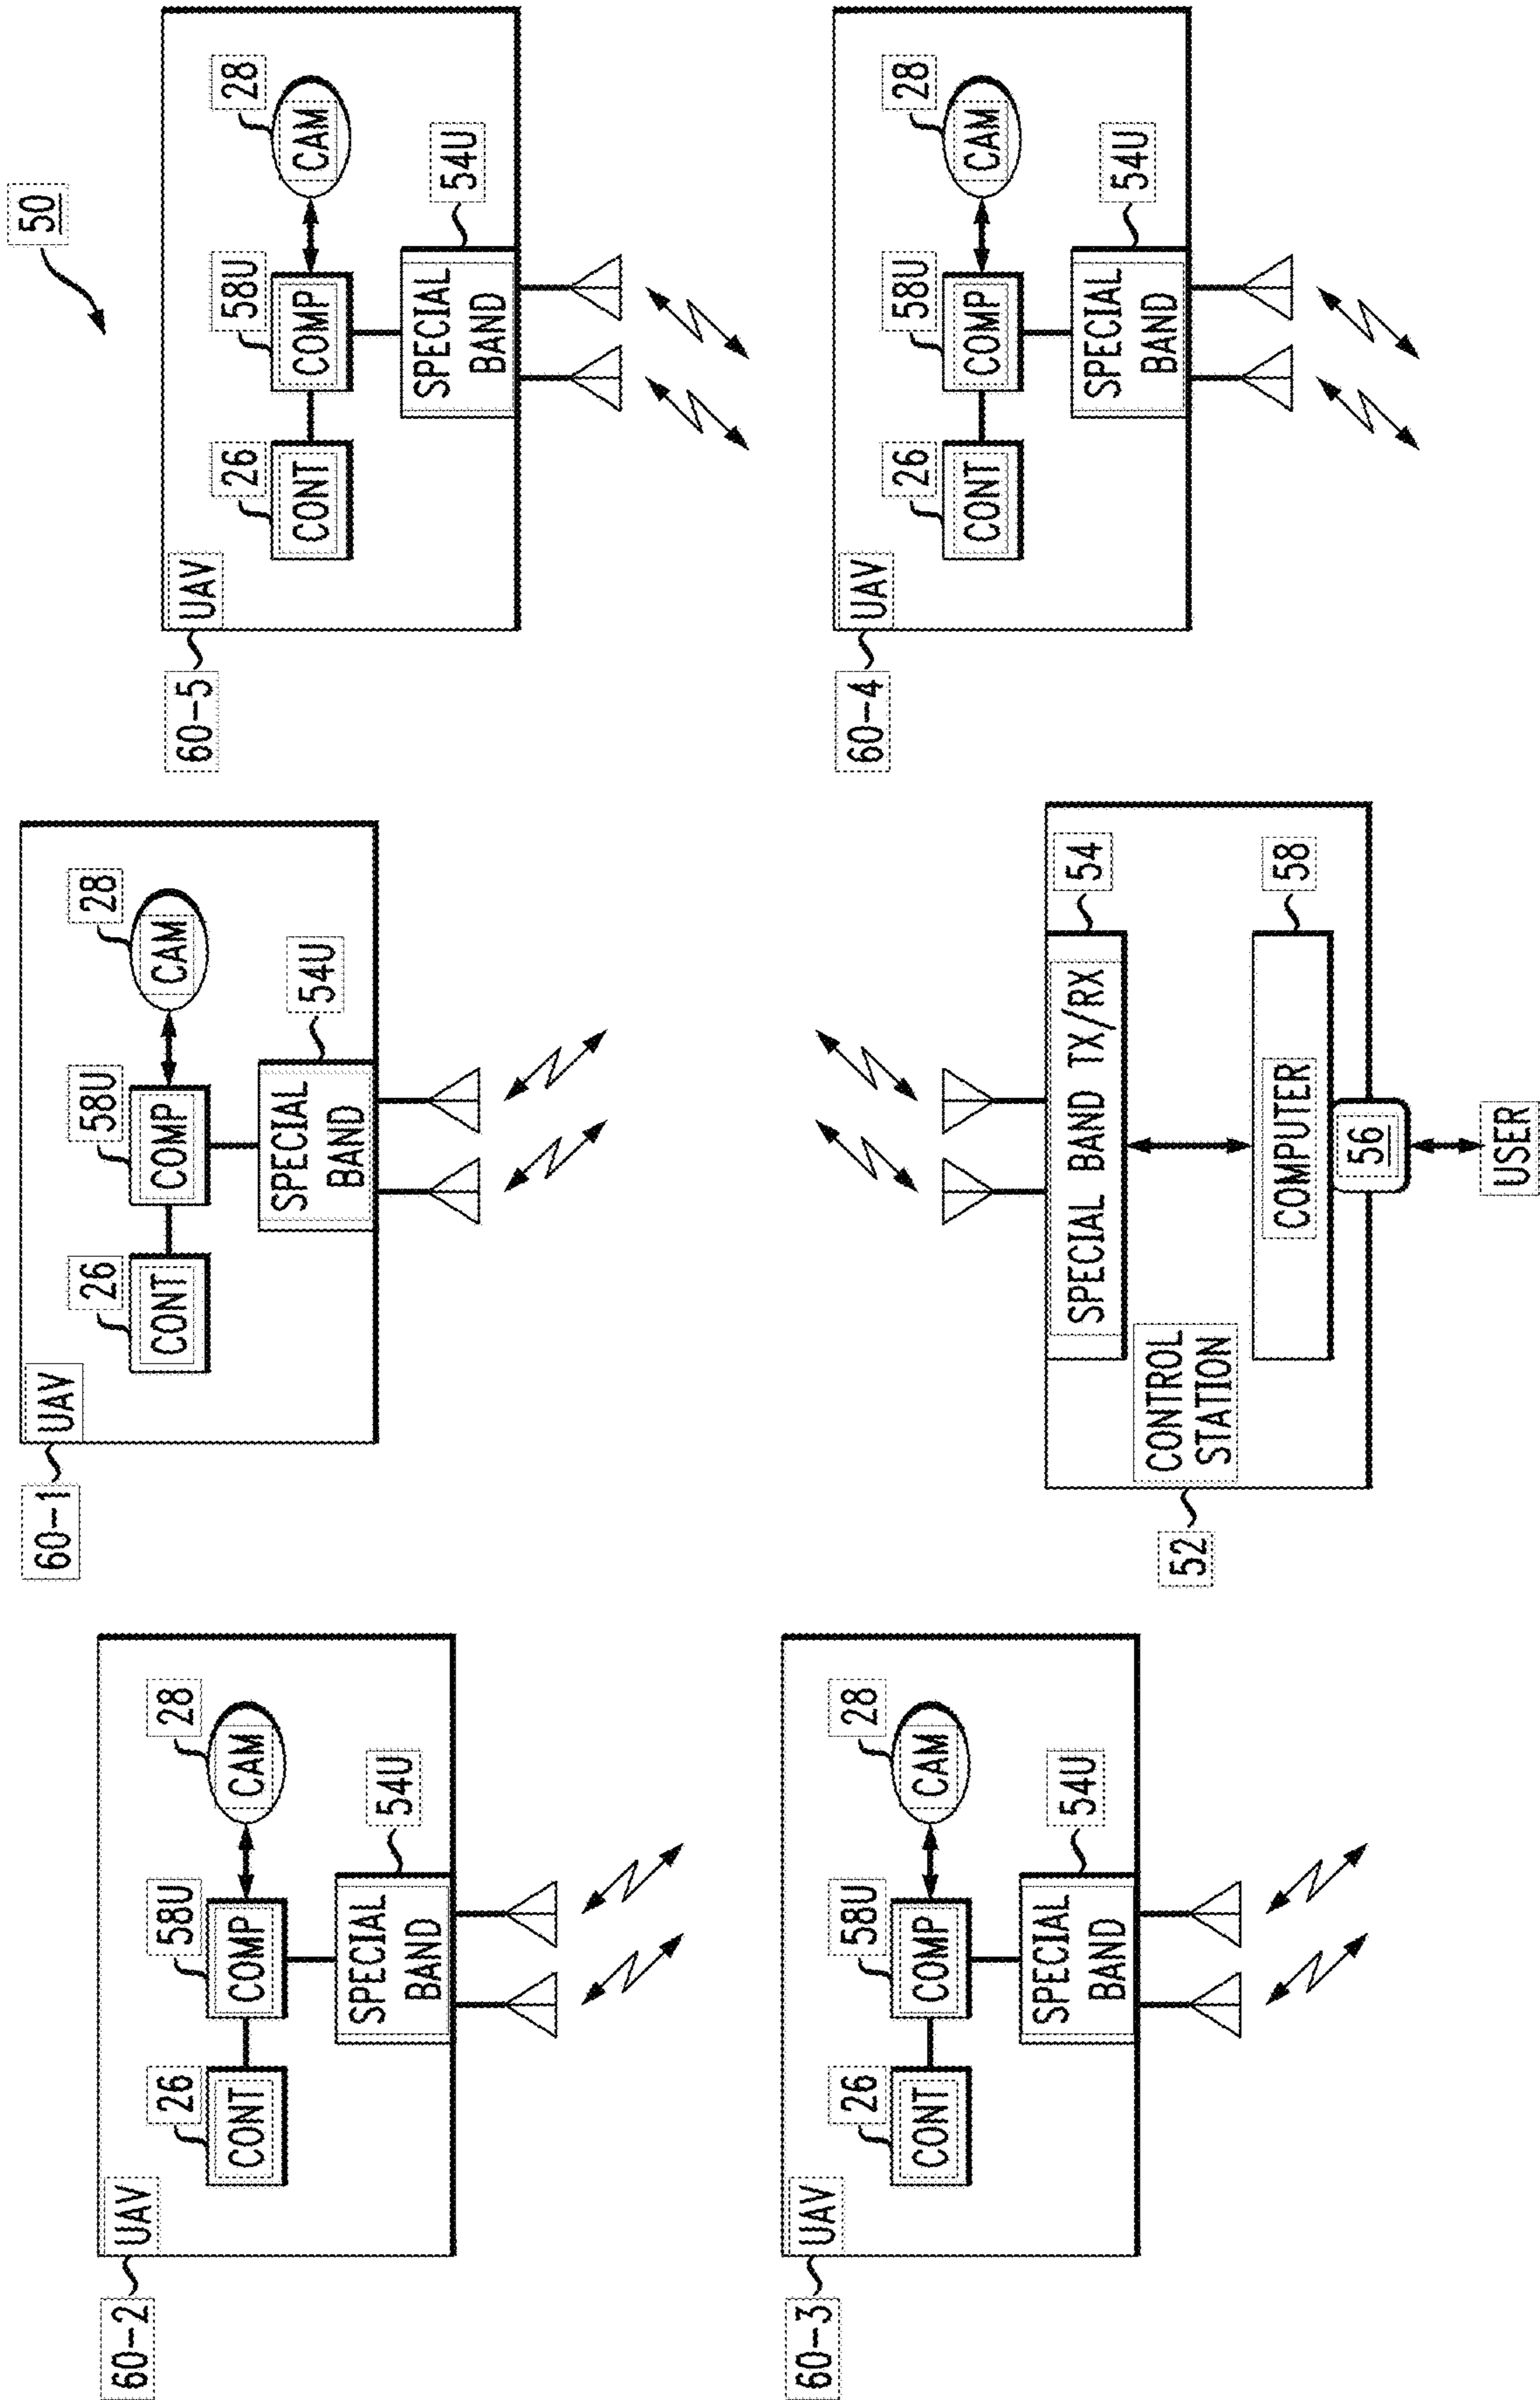 50
60-2
UAV
26
58U
28
CONT
COMP
CAM
54U
SPECIAL
BAND
60-1
UAV
26
58U
28
CONT
COMP
CAM
54U
SPECIAL
BAND
60-5
UAV
26
58U
28
CONT
COMP
CAM
54U
SPECIAL
BAND
60-3
UAV
26
58U
28
CONT
COMP
CAM
54U
SPECIAL
BAND
52
CONTROL
STATION
SPECIAL BAND TX/RX
54
COMPUTER
58
56
USER
60-4
UAV
26
58U
28
CONT
COMP
CAM
54U
SPECIAL
BAND